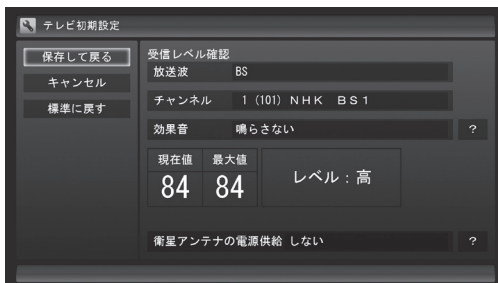 テレビ初期設定
保存して戻る
キャンセル
標準に戻す
受信レベル確認
放送波 BS
チャンネル 1 (101) NHK BS1
効果音 鳴らさない ?
現在値 最大値
84 84
レベル：高
衛星アンテナの電源供給 しない ?